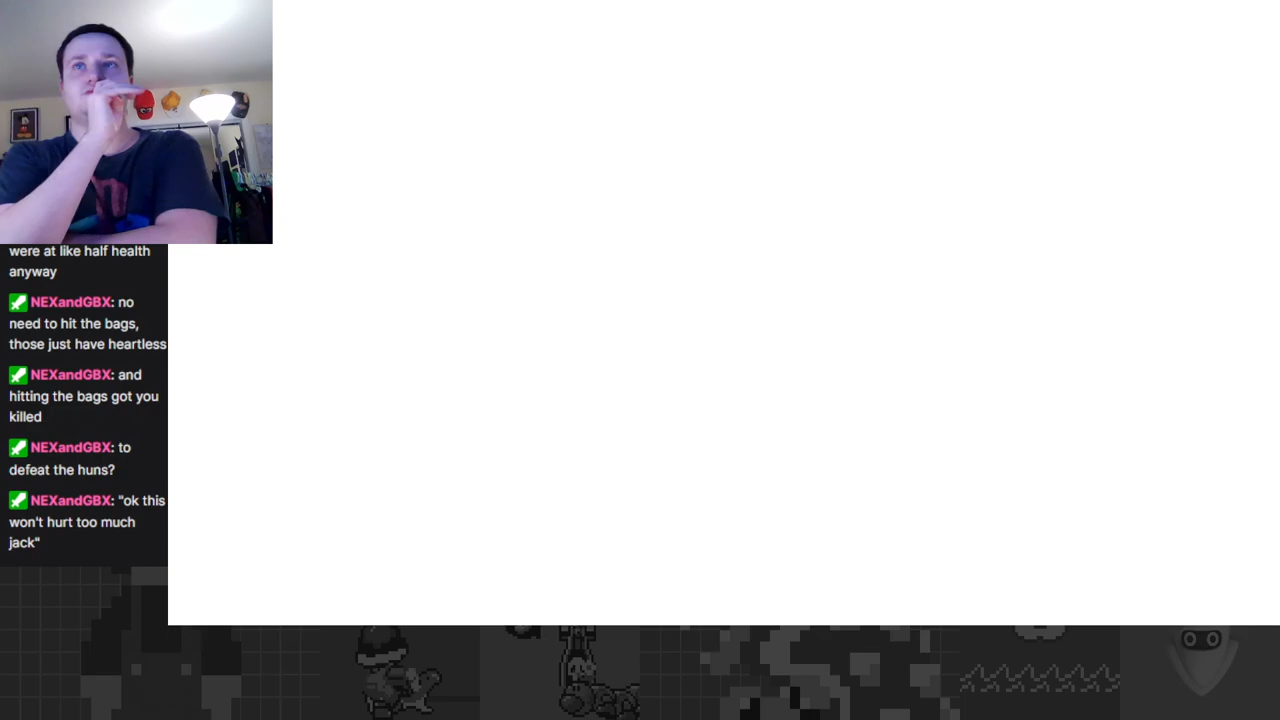 were at like half health
anyway
NEXandGBX: no
need to hit the bags,
those just have heartless
NEXandGBX: and
hitting the bags got you
killed
NEXandGBX: to
defeat the huns?
NEXandGBX: "ok this
won't hurt too much
jack"